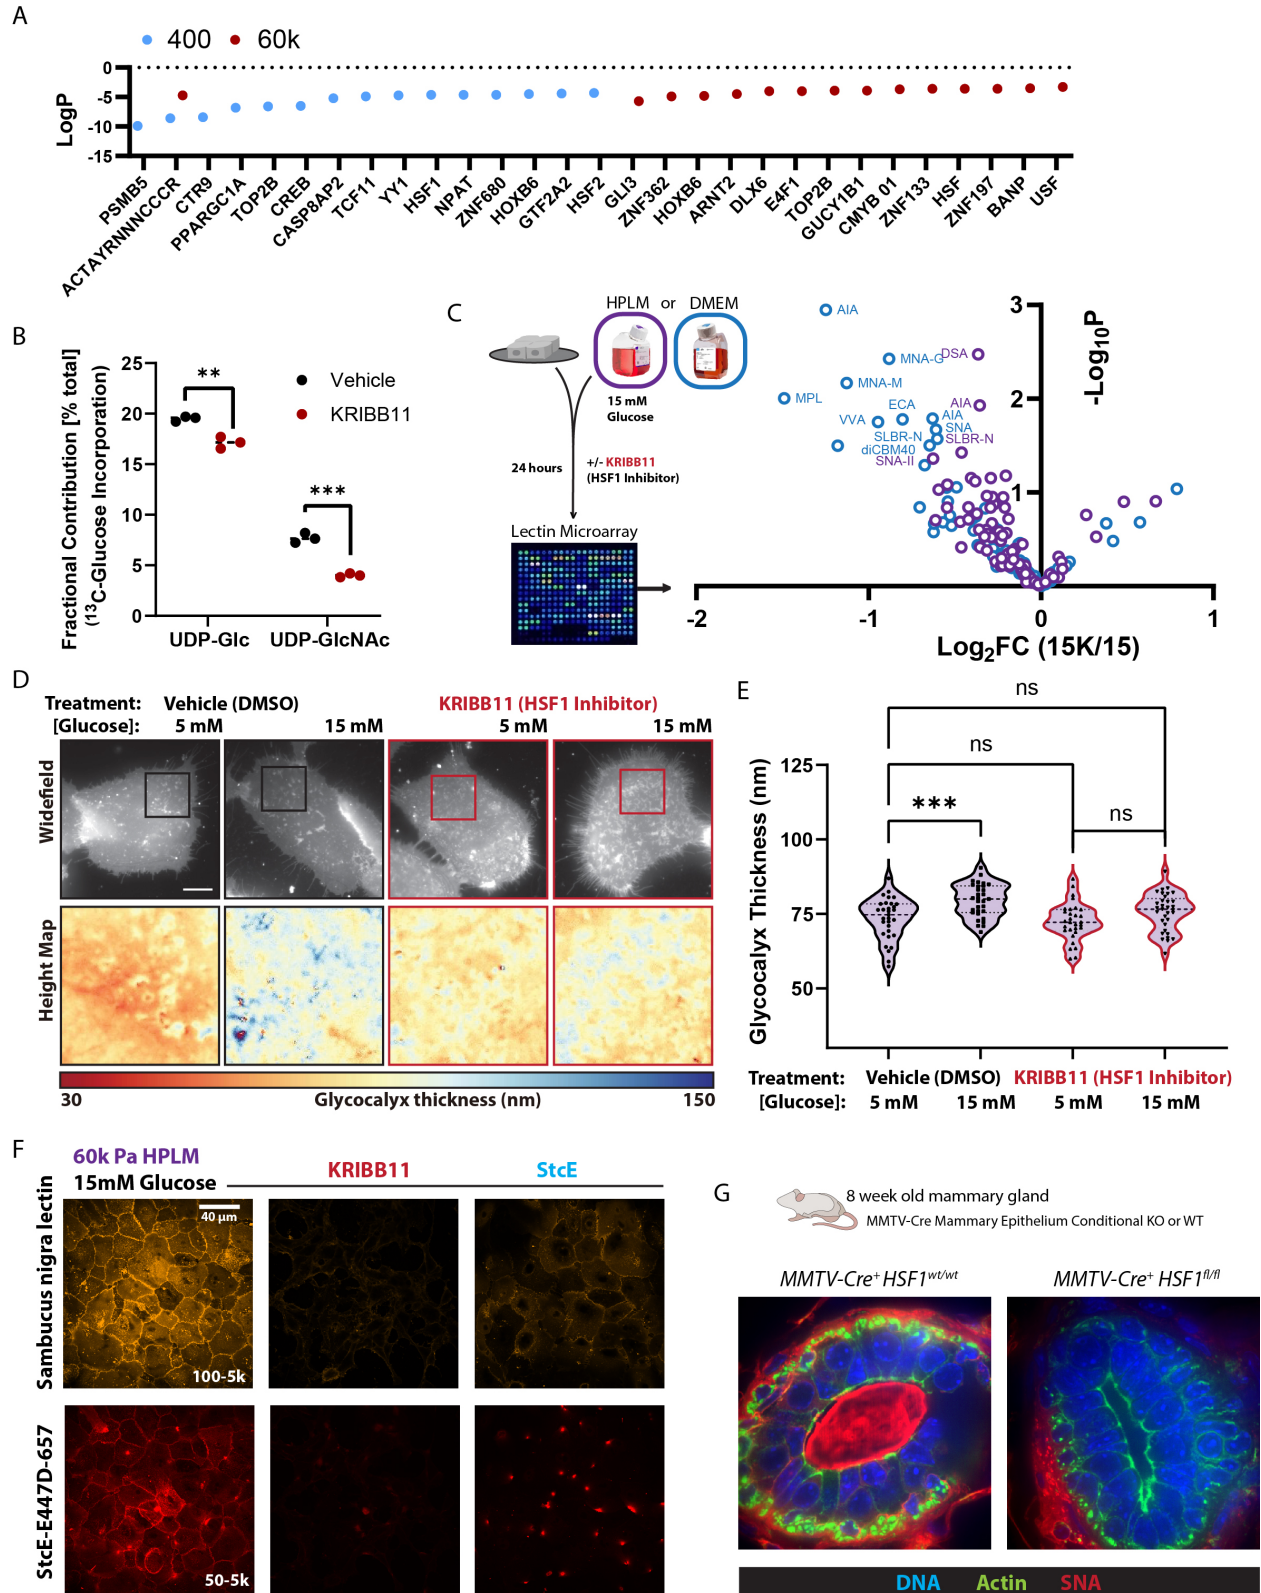 A
400 60k
LogP
0
-5
-10
-15
PSMB5
ACTAYRNNNCCCR
CTR9
PPARGC1A
TOP2B
CREB
CASP8AP2
TCF11
YY1
HSF1
NPAT
ZNF680
HOXB6
GTF2A2
HSF2
GLI3
ZNF362
HOXB6
ARNT2
DLX6
E4F1
TOP2B
GUCY1B1
CMYB 01
ZNF133
HSF
ZNF197
BANP
USF
B
Fractional Contribution [% total]
(13C-Glucose Incorporation)
25
20
15
10
5
0
**
***
Vehicle
KRIBB11
UDP-Glc
UDP-GlcNAc
C
HPLM or DMEM
15 mM
Glucose
24 hours
+/- KRIBB11
(HSF1 Inhibitor)
Lectin Microarray
3
2
1
-Log10P
AIA
DSA
MNA-G
MNA-M
MPL
AIA
ECA
VVA
AIA
SNA
SLBR-N
SLBR-N
diCBM40
SNA-II
-2
-1
0
1
Log2FC (15K/15)
D
Treatment: Vehicle (DMSO) KRIBB11 (HSF1 Inhibitor)
[Glucose]: 5 mM 15 mM 5 mM 15 mM
Widefield
Height Map
30 Glycocalyx thickness (nm) 150
E
ns
ns
***
ns
Glycocalyx Thickness (nm)
125
100
75
50
Treatment: Vehicle (DMSO) KRIBB11 (HSF1 Inhibitor)
[Glucose]: 5 mM 15 mM 5 mM 15 mM
F
60k Pa HPLM
15mM Glucose
KRIBB11
StcE
Sambucus nigra lectin
40 µm
100-5k
StcE-E447D-657
50-5k
G
8 week old mammary gland
MMTV-Cre Mammary Epithelium Conditional KO or WT
MMTV-Cre+ HSF1wt/wt
MMTV-Cre+ HSF1fl/fl
DNA Actin SNA